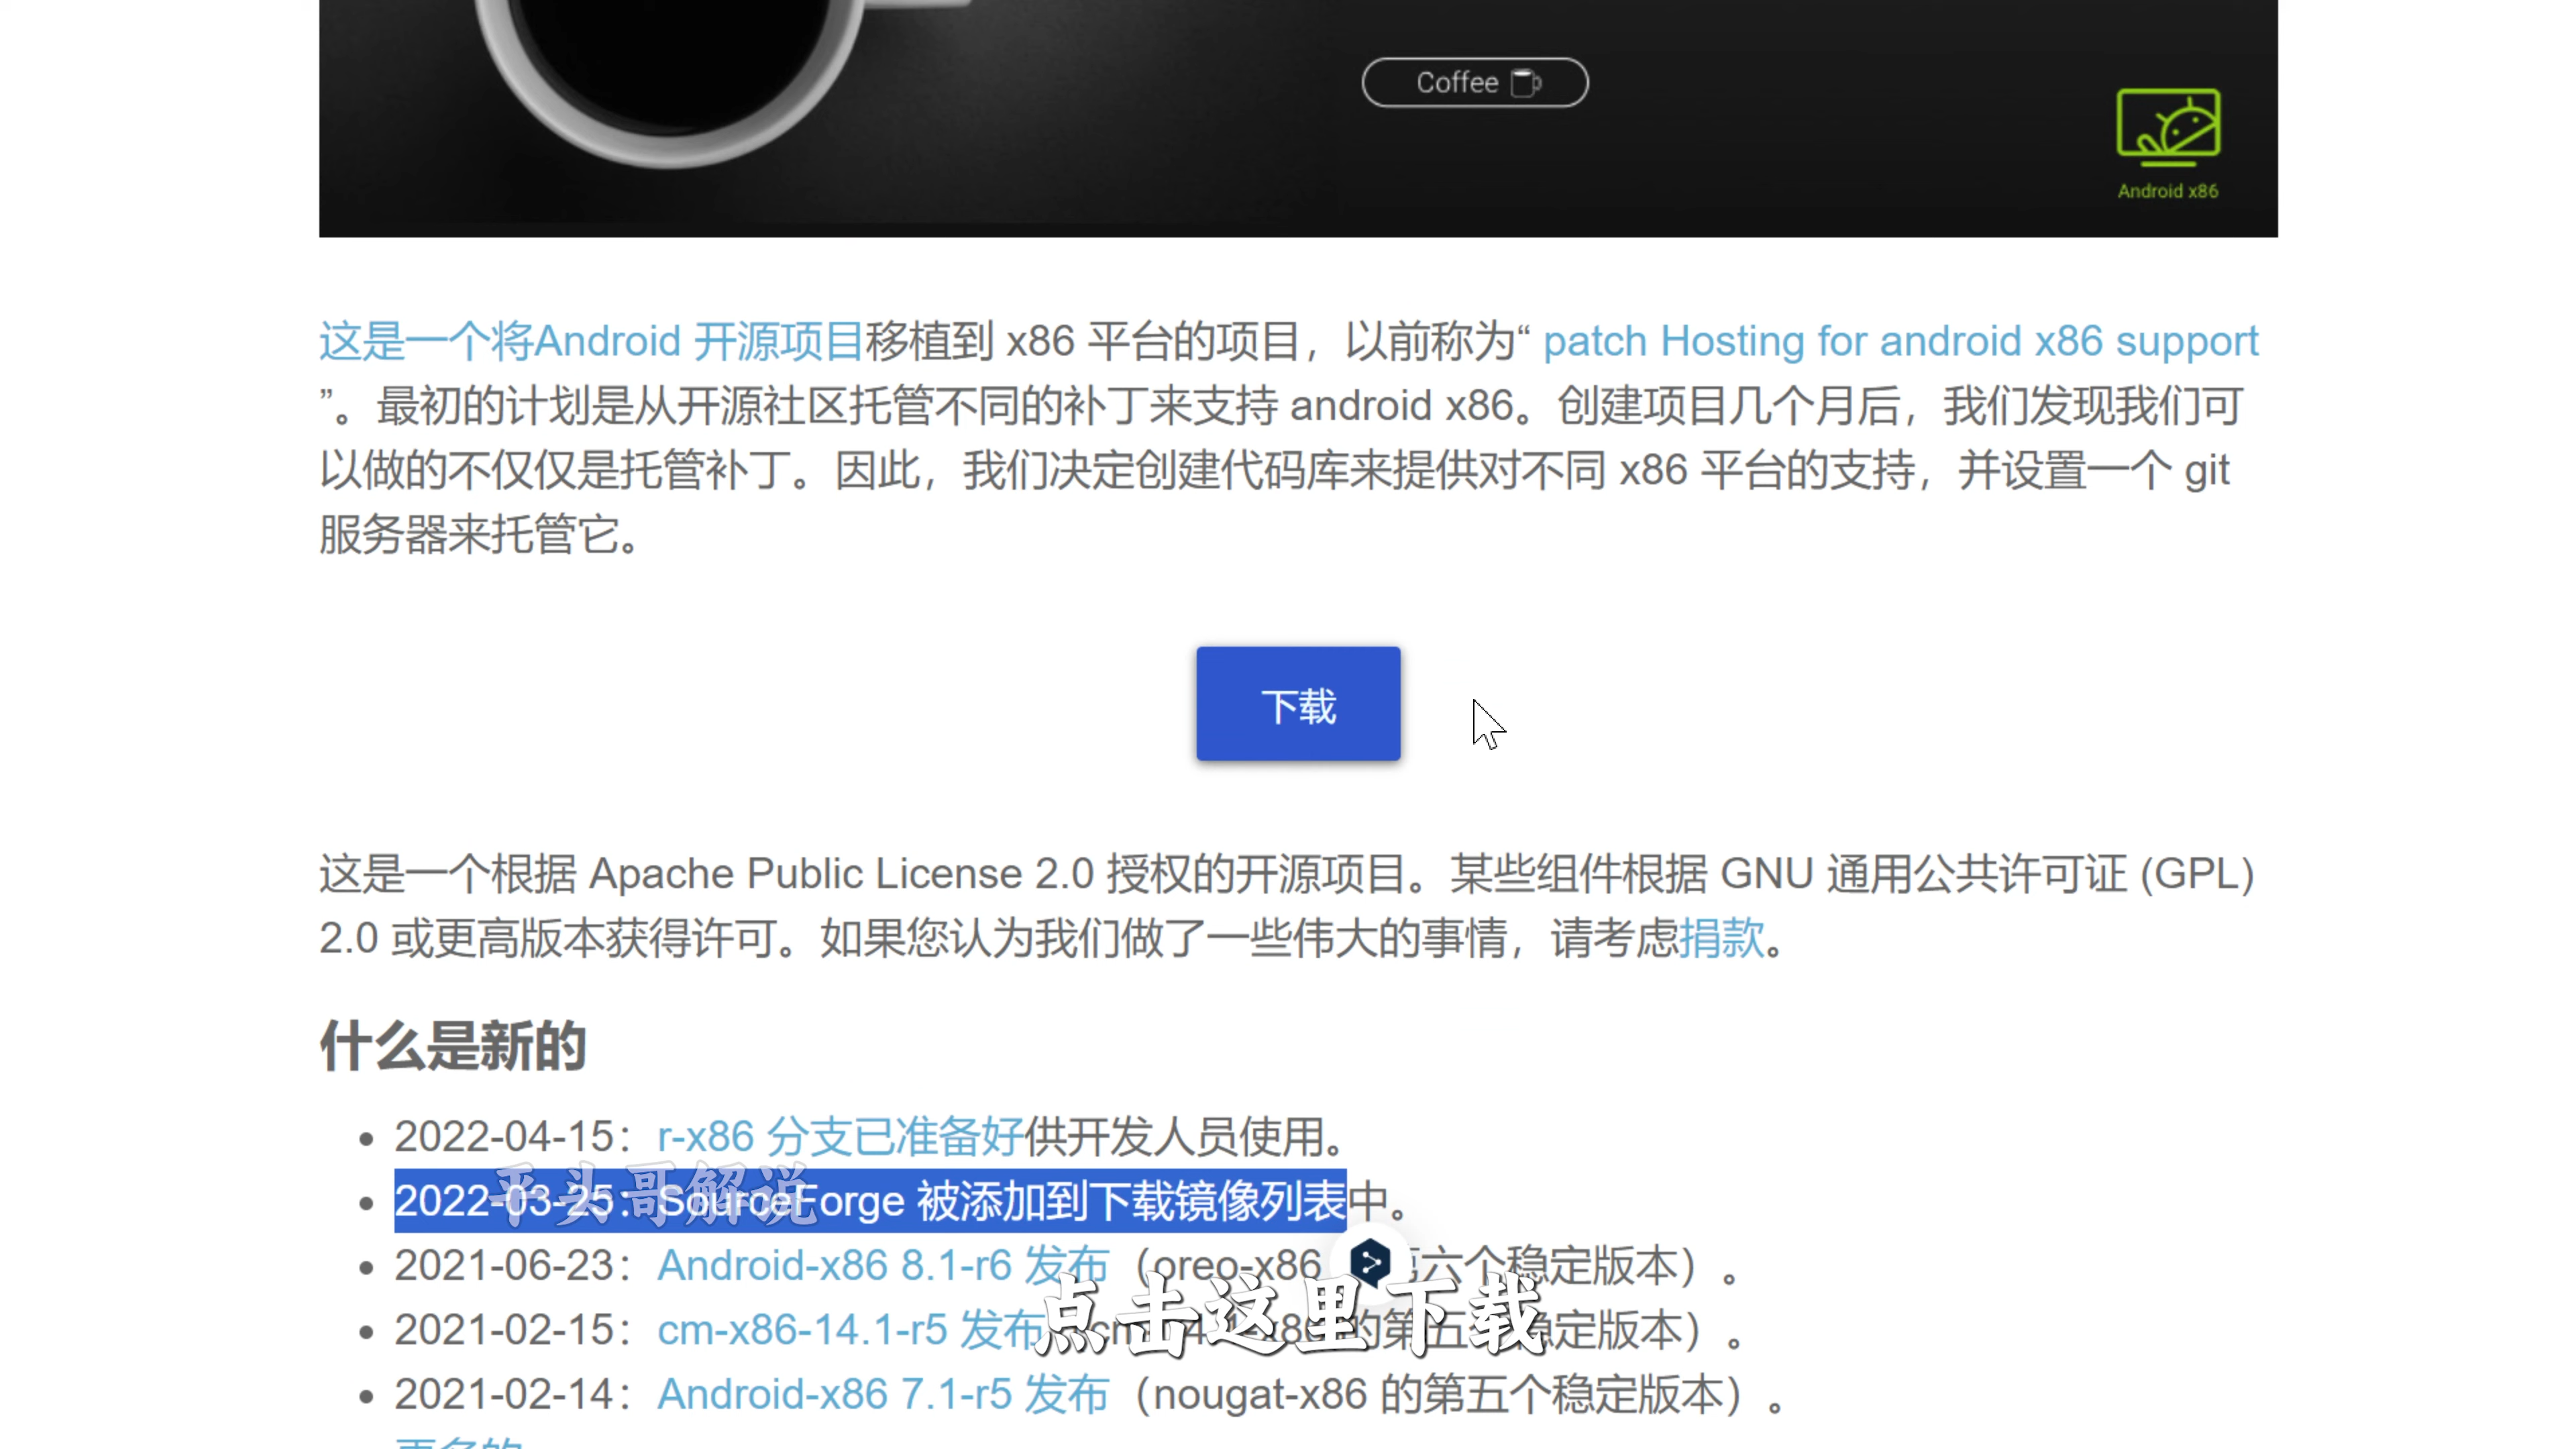 Coffee
Android x86
这是一个将Android 开源项目移植到 x86 平台的项目，以前称为“ patch Hosting for android x86 support
”。最初的计划是从开源社区托管不同的补丁来支持 android x86。创建项目几个月后，我们发现我们可
以做的不仅仅是托管补丁。因此，我们决定创建代码库来提供对不同 x86 平台的支持，并设置一个 git
服务器来托管它。
下载
这是一个根据 Apache Public License 2.0 授权的开源项目。某些组件根据 GNU 通用公共许可证 (GPL)
2.0 或更高版本获得许可。如果您认为我们做了一些伟大的事情，请考虑捐款。
什么是新的
2022-04-15：r-x86 分支已准备好供开发人员使用。
平头哥解说
2022-03-25：SourceForge 被添加到下载镜像列表中。
2021-06-23：Android-x86 8.1-r6 发布（oreo-x86 第六个稳定版本）。
点击这里下载
2021-02-15：cm-x86-14.1-r5 发布 的第五个稳定版本）。
2021-02-14：Android-x86 7.1-r5 发布（nougat-x86 的第五个稳定版本）。